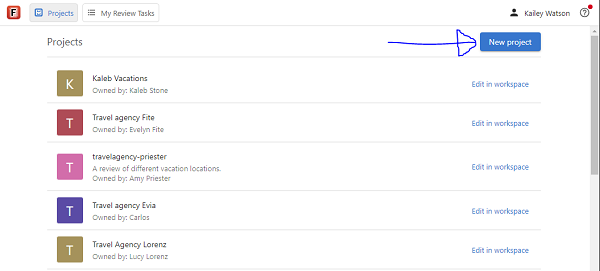 F
Projects
My Review Tasks
Kailey Watson
Projects
New project
K
Kaleb Vacations
Owned by: Kaleb Stone
Edit in workspace
T
Travel agency Fite
Owned by: Evelyn Fite
Edit in workspace
T
travelagency-priester
A review of different vacation locations.
Owned by: Amy Priester
Edit in workspace
T
Travel agency Evia
Owned by: Carlos
Edit in workspace
T
Travel Agency Lorenz
Owned by: Lucy Lorenz
Edit in workspace